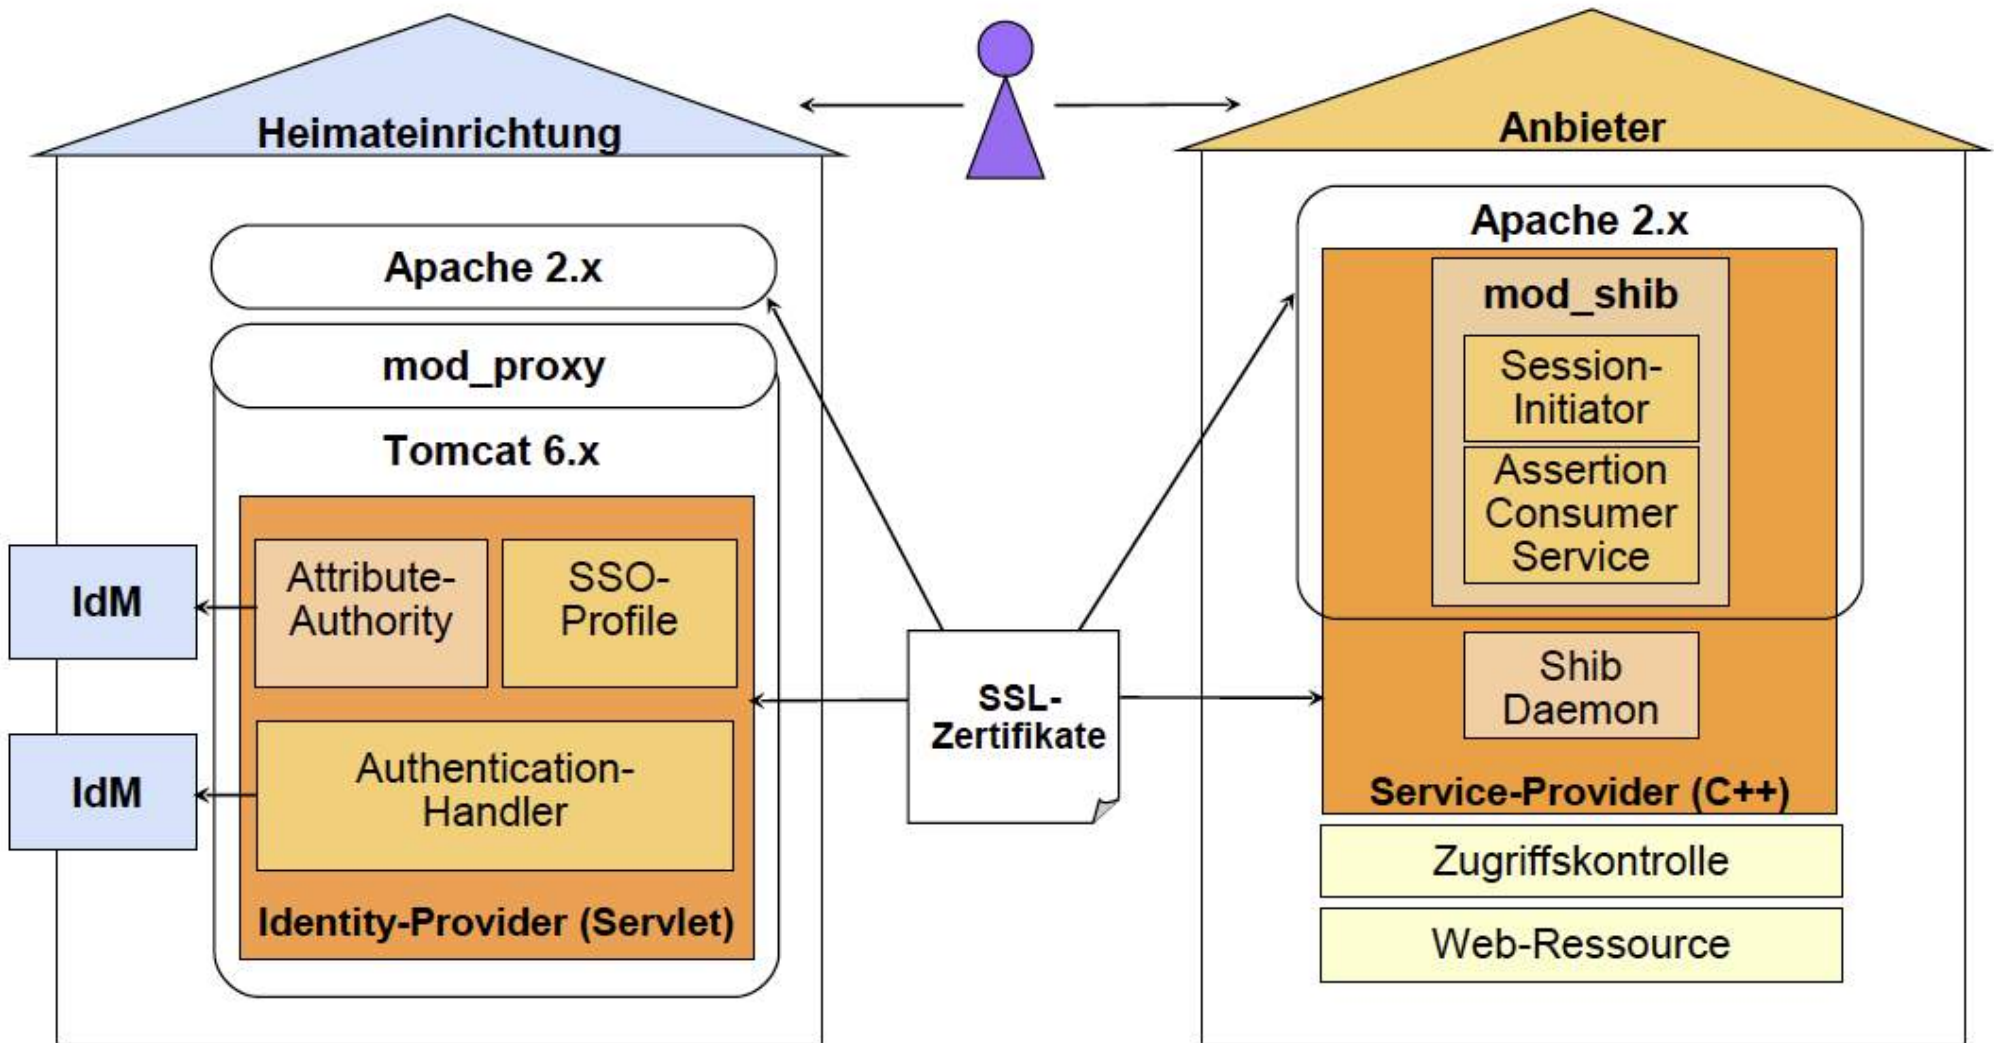 Heimateinrichtung
Apache 2.x
mod_proxy
Tomcat 6.x
IdM
Attribute-
Authority
SSO-
Profile
IdM
Authentication-
Handler
Identity-Provider (Servlet)
SSL-
Zertifikate
Anbieter
Apache 2.x
mod_shib
Session-
Initiator
Assertion
Consumer
Service
Shib
Daemon
Service-Provider (C++)
Zugriffskontrolle
Web-Ressource